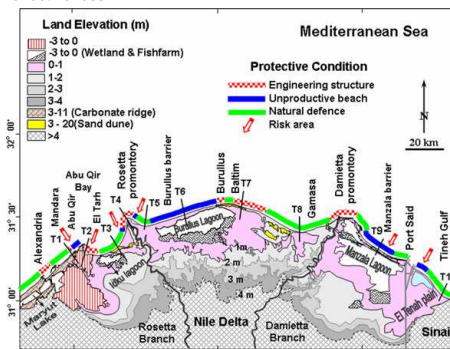 Land Elevation (m)
-3 to 0
-3 to 0 (Wetland & Fishfarm)
0-1
1-2
2-3
3-4
3-11 (Carbonate ridge)
3 - 20(Sand dune)
>4
Mediterranean Sea
Protective Condition
Engineering structure
Unproductive beach
Natural defence
Risk area
N
20 km
32° 00'
31° 30'
31° 00'
Alexandria
Mandara
T1
Abu Qir
Abu Qir
Bay
T2
El Tarh
T3
T4
Rosetta
promontory
T5
Burullus barrier
T6
Burullus
Baltim
T7
Gamasa
T8
Damietta
promontory
T9
Manzala barrier
Port Said
Tineh Gulf
T1
Maryut
Lake
Idku lagoon
Burullus Lagoon
Manzala lagoon
El Tienah plain
1m
2 m
3 m
4 m
Rosetta
Branch
Nile Delta
Damietta
Branch
Sinai